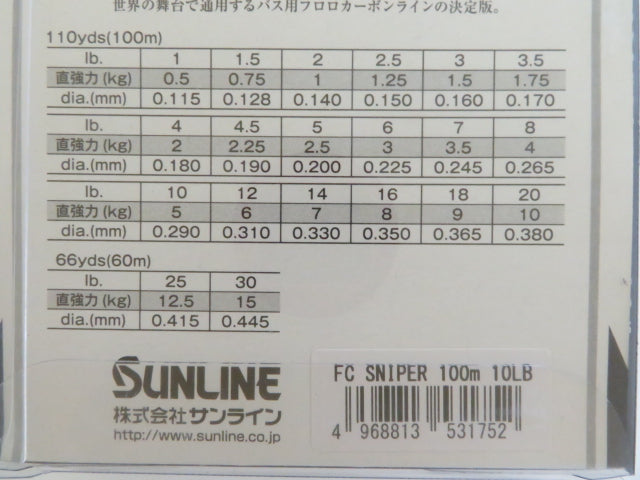 世界の舞台で通用するバス用フロロカーボンラインの決定版。
110yds(100m)
lb. 1 1.5 2 2.5 3 3.5
直強力(kg) 0.5 0.75 1 1.25 1.5 1.75
dia.(mm) 0.115 0.128 0.140 0.150 0.160 0.170
lb. 4 4.5 5 6 7 8
直強力(kg) 2 2.25 2.5 3 3.5 4
dia.(mm) 0.180 0.190 0.200 0.225 0.245 0.265
lb. 10 12 14 16 18 20
直強力(kg) 5 6 7 8 9 10
dia.(mm) 0.290 0.310 0.330 0.350 0.365 0.380
66yds(60m)
lb. 25 30
直強力(kg) 12.5 15
dia.(mm) 0.415 0.445
SUNLINE
株式会社サンライン
http://www.sunline.co.jp
FC SNIPER 100m 10LB
4 968813 531752